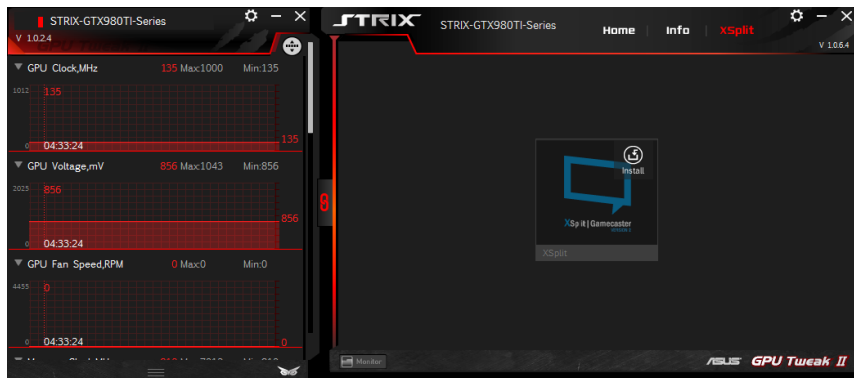 STRIX-GTX980TI-Series
V 1.0.2.4
GPU Clock,MHz 135 Max:1000 Min:135
1012 135
135
0 04:33:24
GPU Voltage,mV 856 Max:1043 Min:856
2025 856
856
0 04:33:24
GPU Fan Speed,RPM 0 Max:0 Min:0
4455 0
0 04:33:24 0
STRIX STRIX-GTX980TI-Series Home Info XSplit
V 1.0.6.4
Install
XSplit | Gamecaster
XSplit
Monitor
ASUS GPU Tweak II